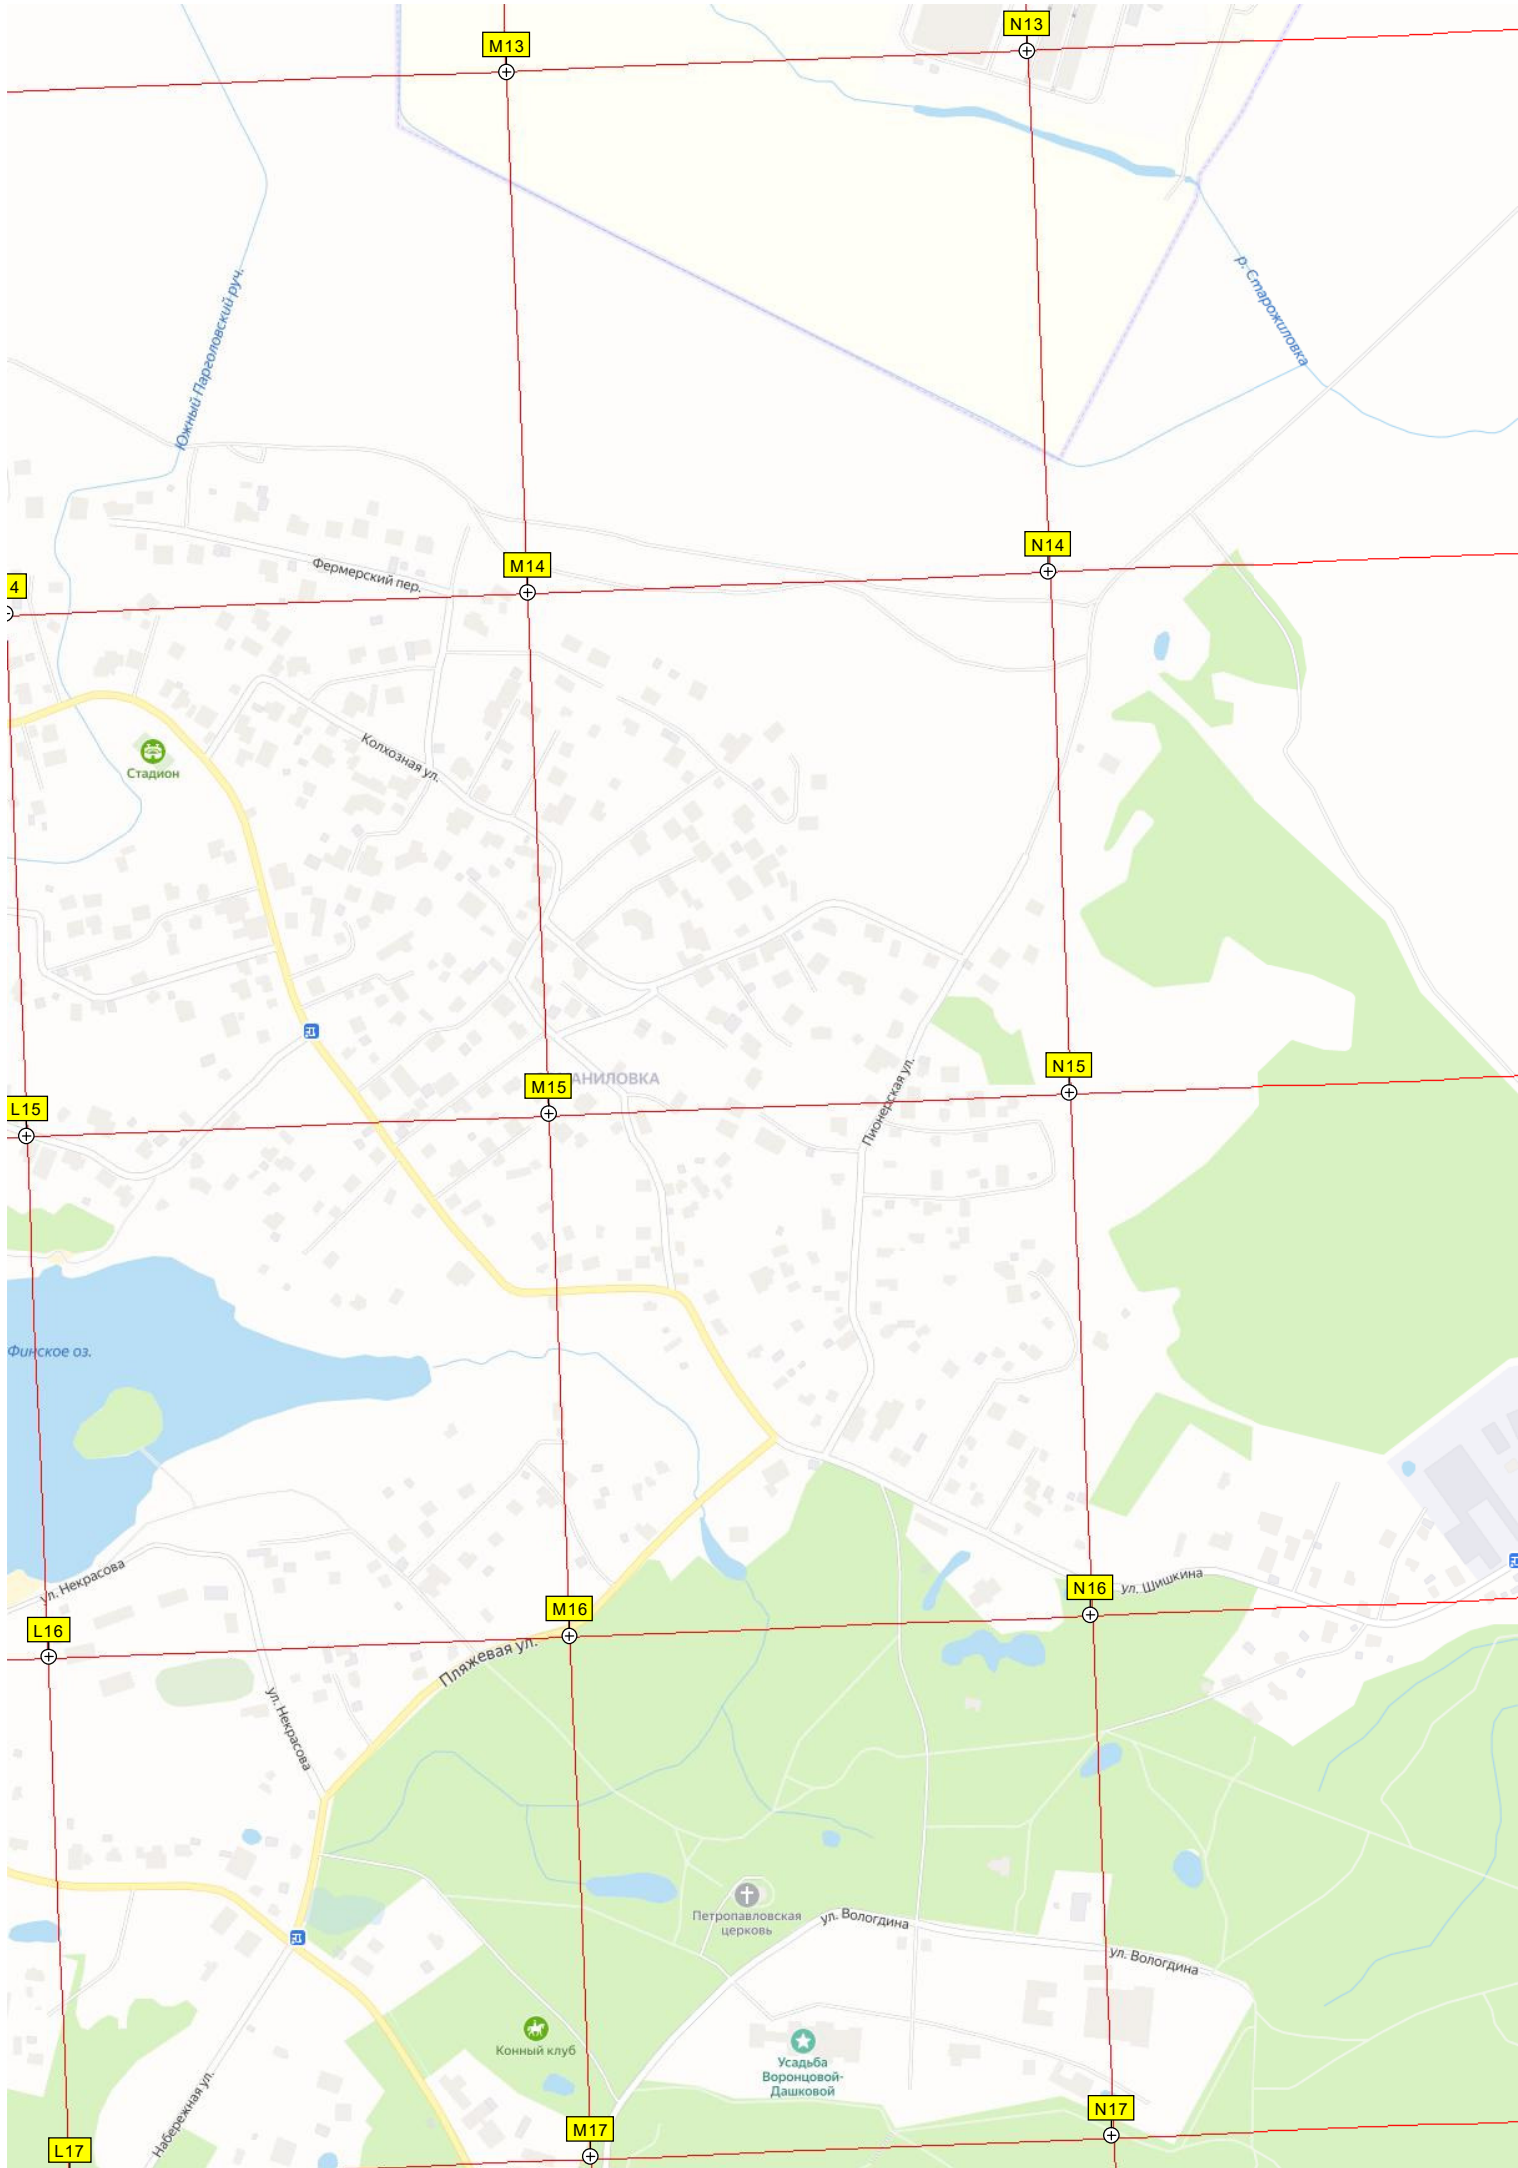 N13
M13
р. Старожиловка
Южный Парголовский руч.
N14
M14
Фермерский пер.
4
Колхозная ул.
Стадион
N15
АНИЛОВКА
M15
Пионерская ул.
L15
Финское оз.
ул. Некрасова
N16
ул. Шишкина
M16
L16
Пляжевая ул.
ул. Некрасова
Петропавловская
церковь
ул. Вологдина
ул. Вологдина
Конный клуб
Усадьба
Воронцовой-
Дашковой
Набережная ул.
N17
M17
L17